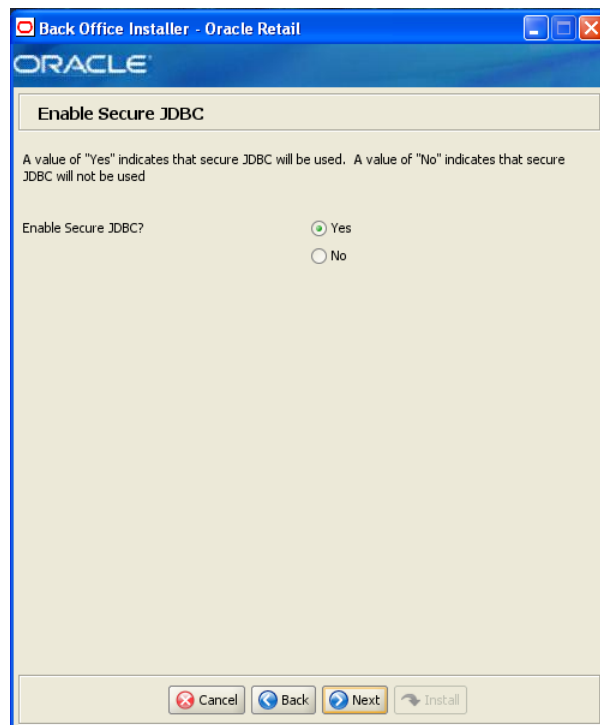 Back Office Installer - Oracle Retail
ORACLE
Enable Secure JDBC
A value of "Yes" indicates that secure JDBC will be used.  A value of "No" indicates that secure
JDBC will not be used
Enable Secure JDBC?
Yes
No
Cancel
Back
Next
Install